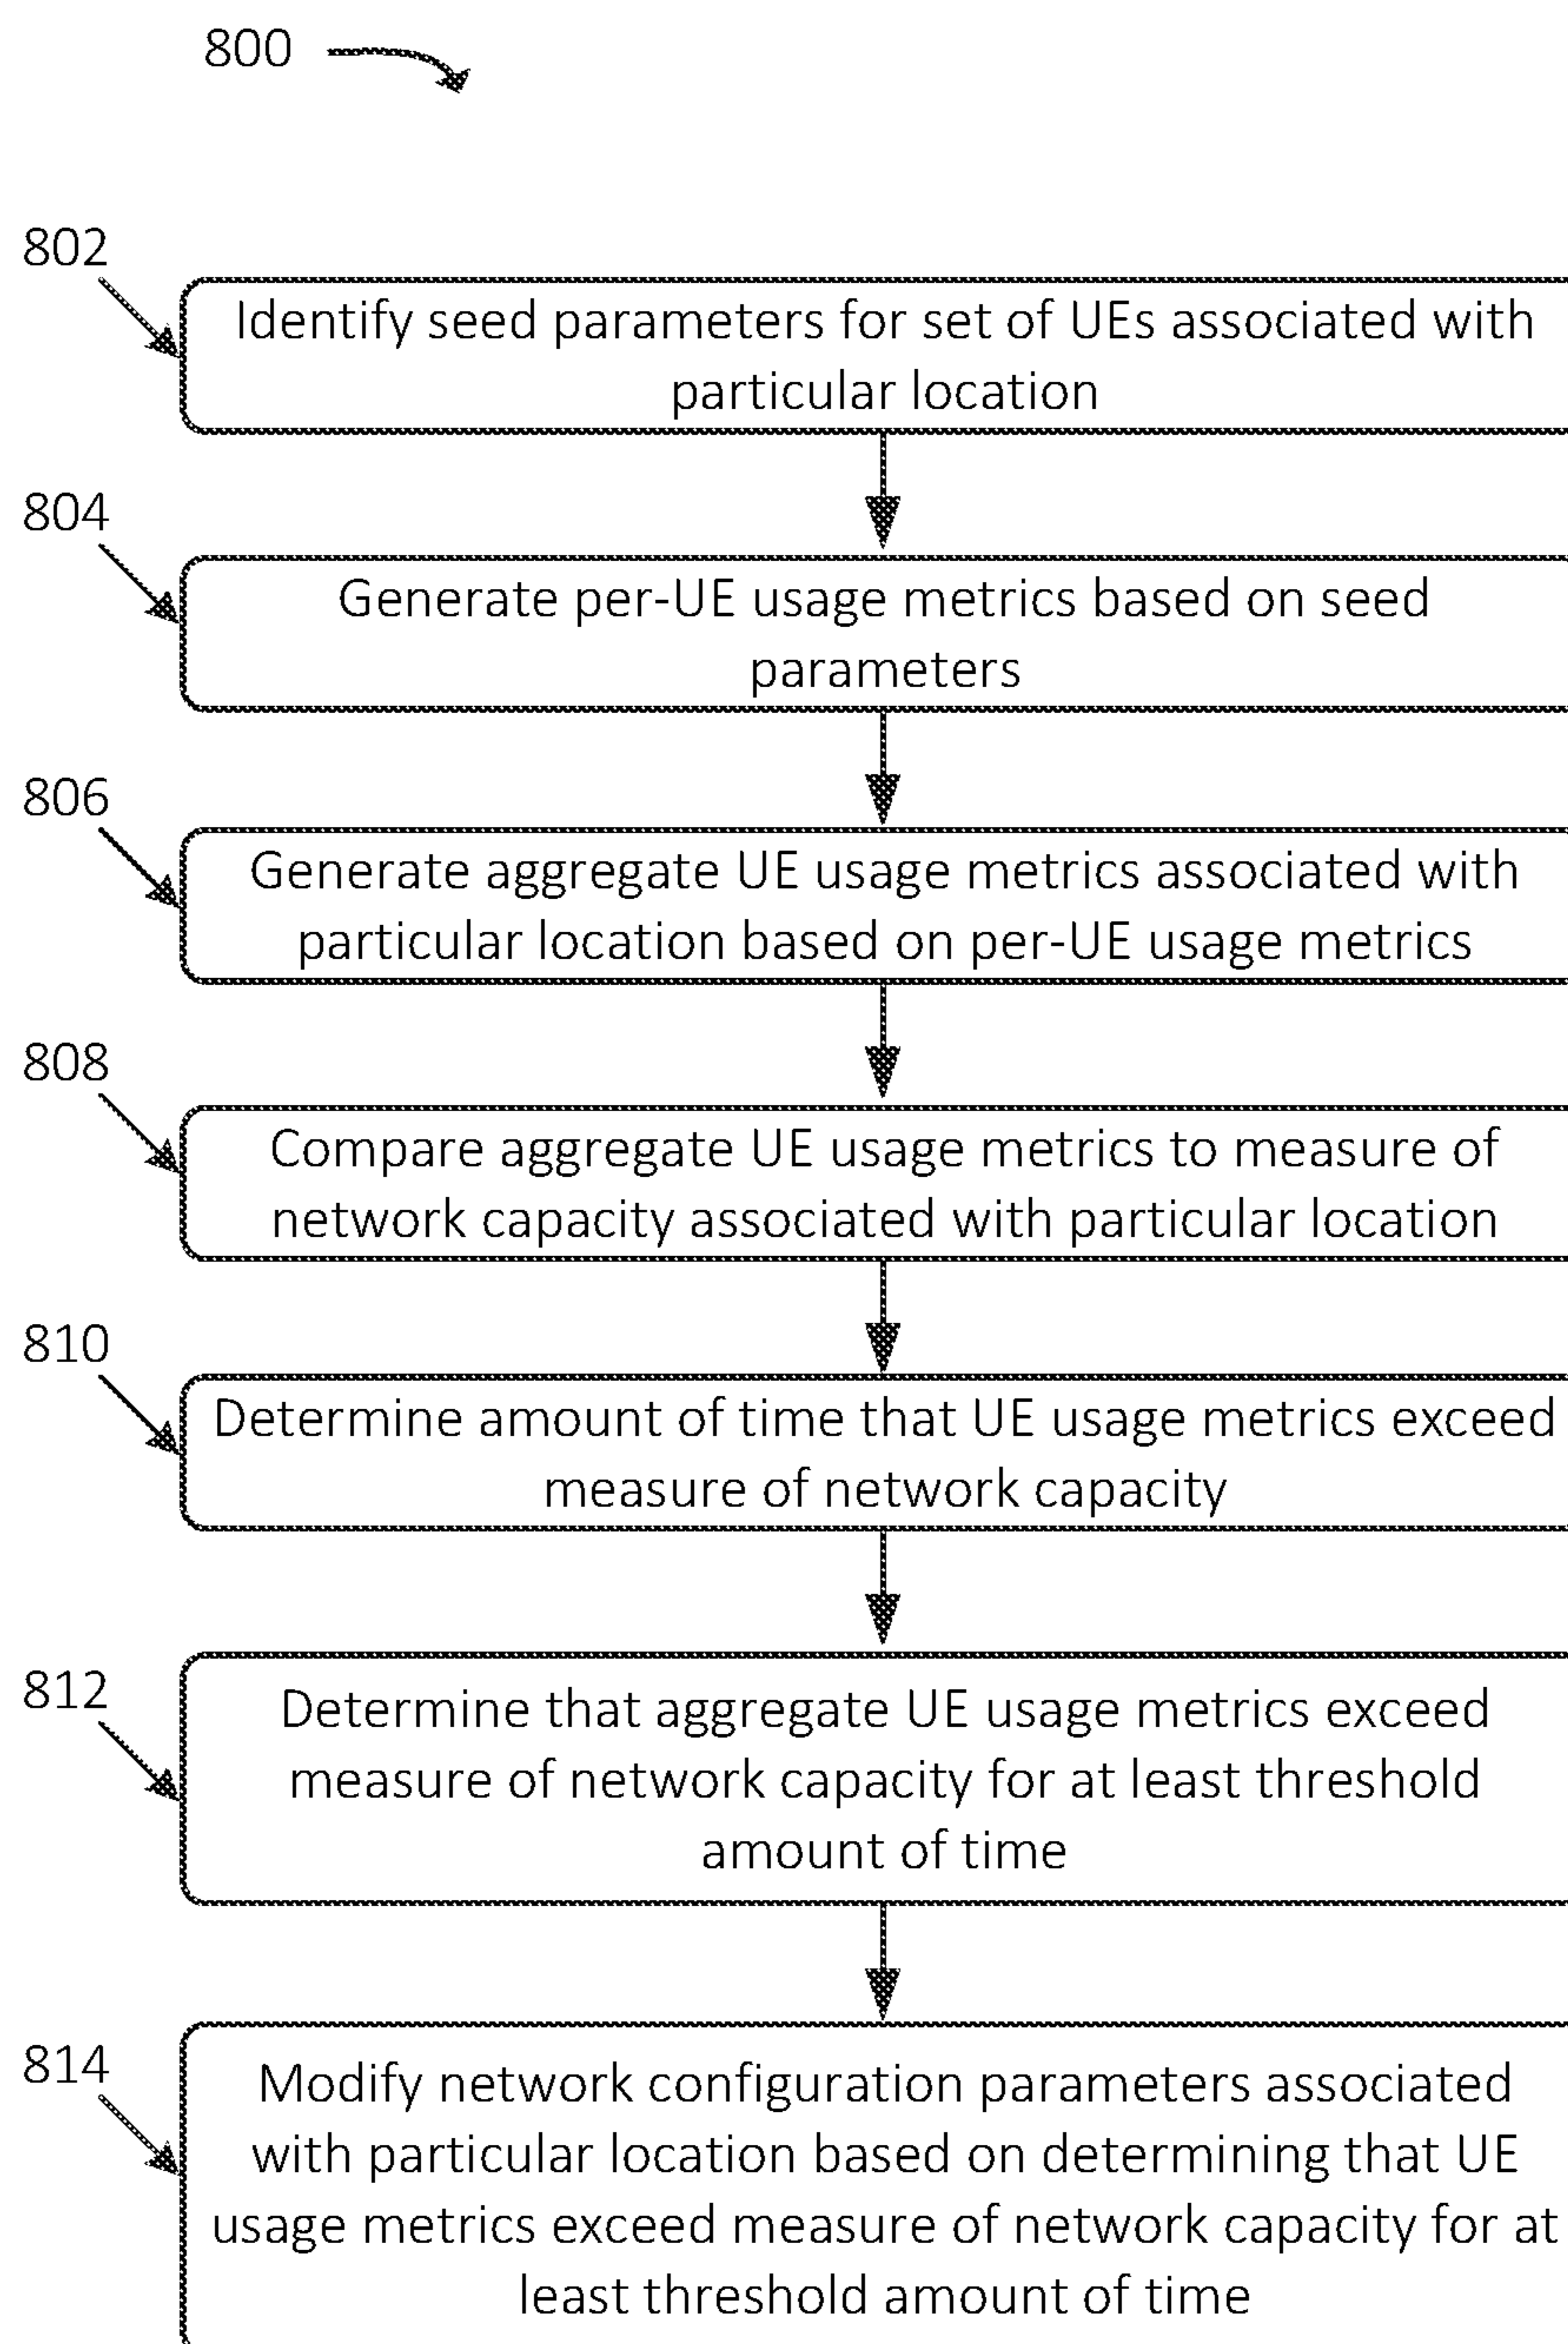 800
802
Identify seed parameters for set of UEs associated with
particular location
804
Generate per-UE usage metrics based on seed
parameters
806
Generate aggregate UE usage metrics associated with
particular location based on per-UE usage metrics
808
Compare aggregate UE usage metrics to measure of
network capacity associated with particular location
810
Determine amount of time that UE usage metrics exceed
measure of network capacity
812
Determine that aggregate UE usage metrics exceed
measure of network capacity for at least threshold
amount of time
814
Modify network configuration parameters associated
with particular location based on determining that UE
usage metrics exceed measure of network capacity for at
least threshold amount of time